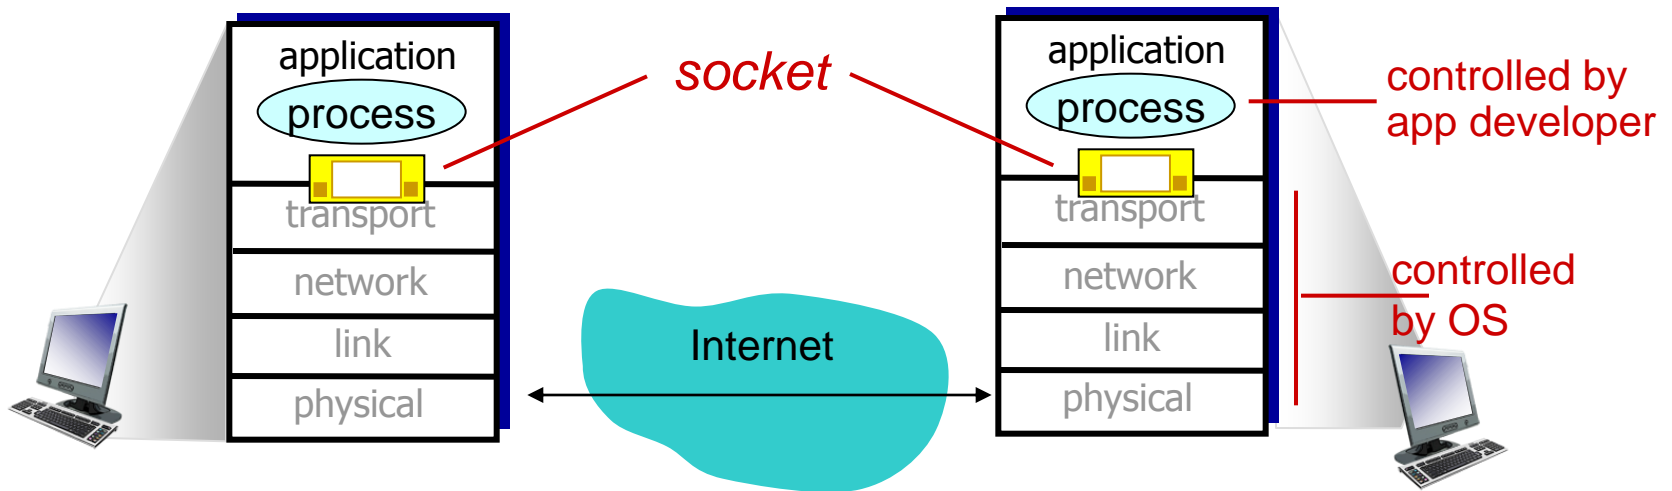 application
process
transport
network
link
physical
socket
Internet
application
process
transport
network
link
physical
controlled by
app developer
controlled
by OS